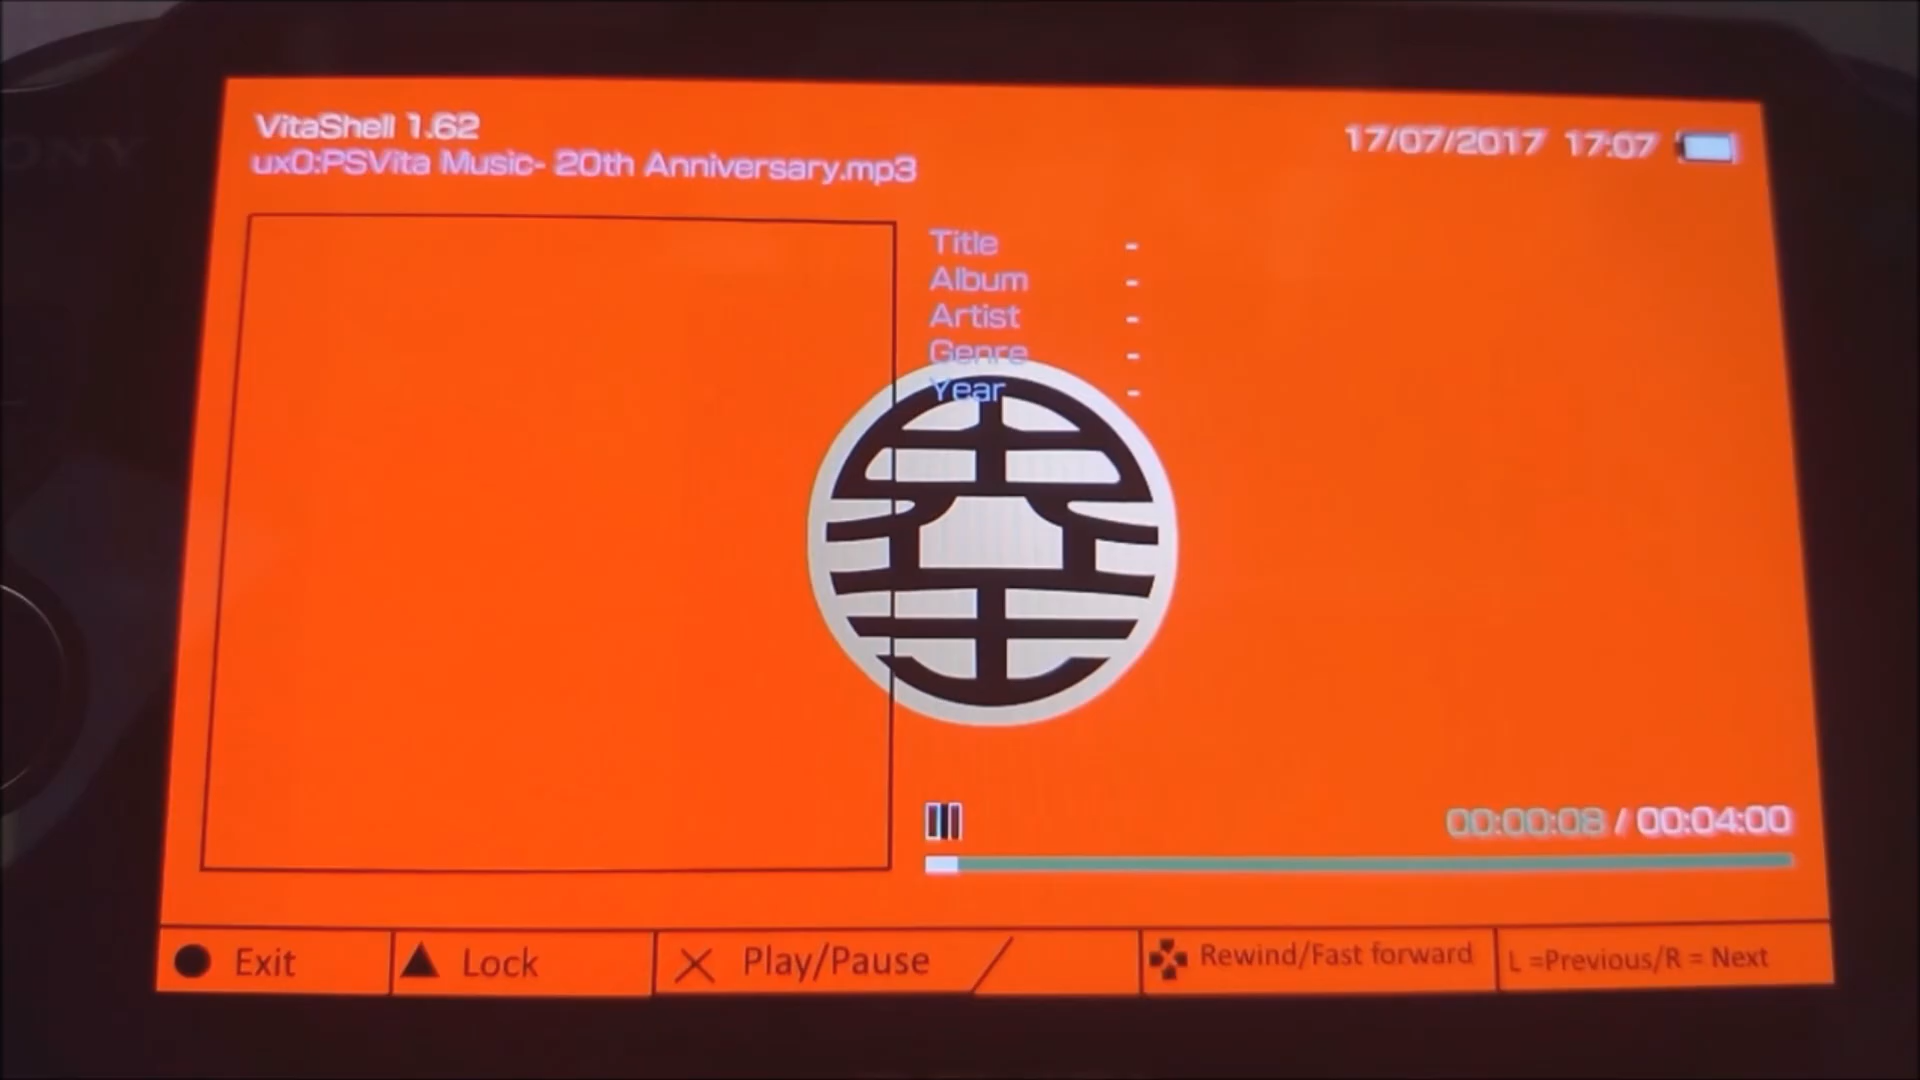 VitaShell 1.62
17/07/2017 17:07
ux0:PSVita Music- 20th Anniversary.mp3
Title -
Album -
Artist -
Genre -
Year -
00:00:08 / 00:04:00
Exit
Lock
Play/Pause
Rewind/Fast forward
L =Previous/R = Next